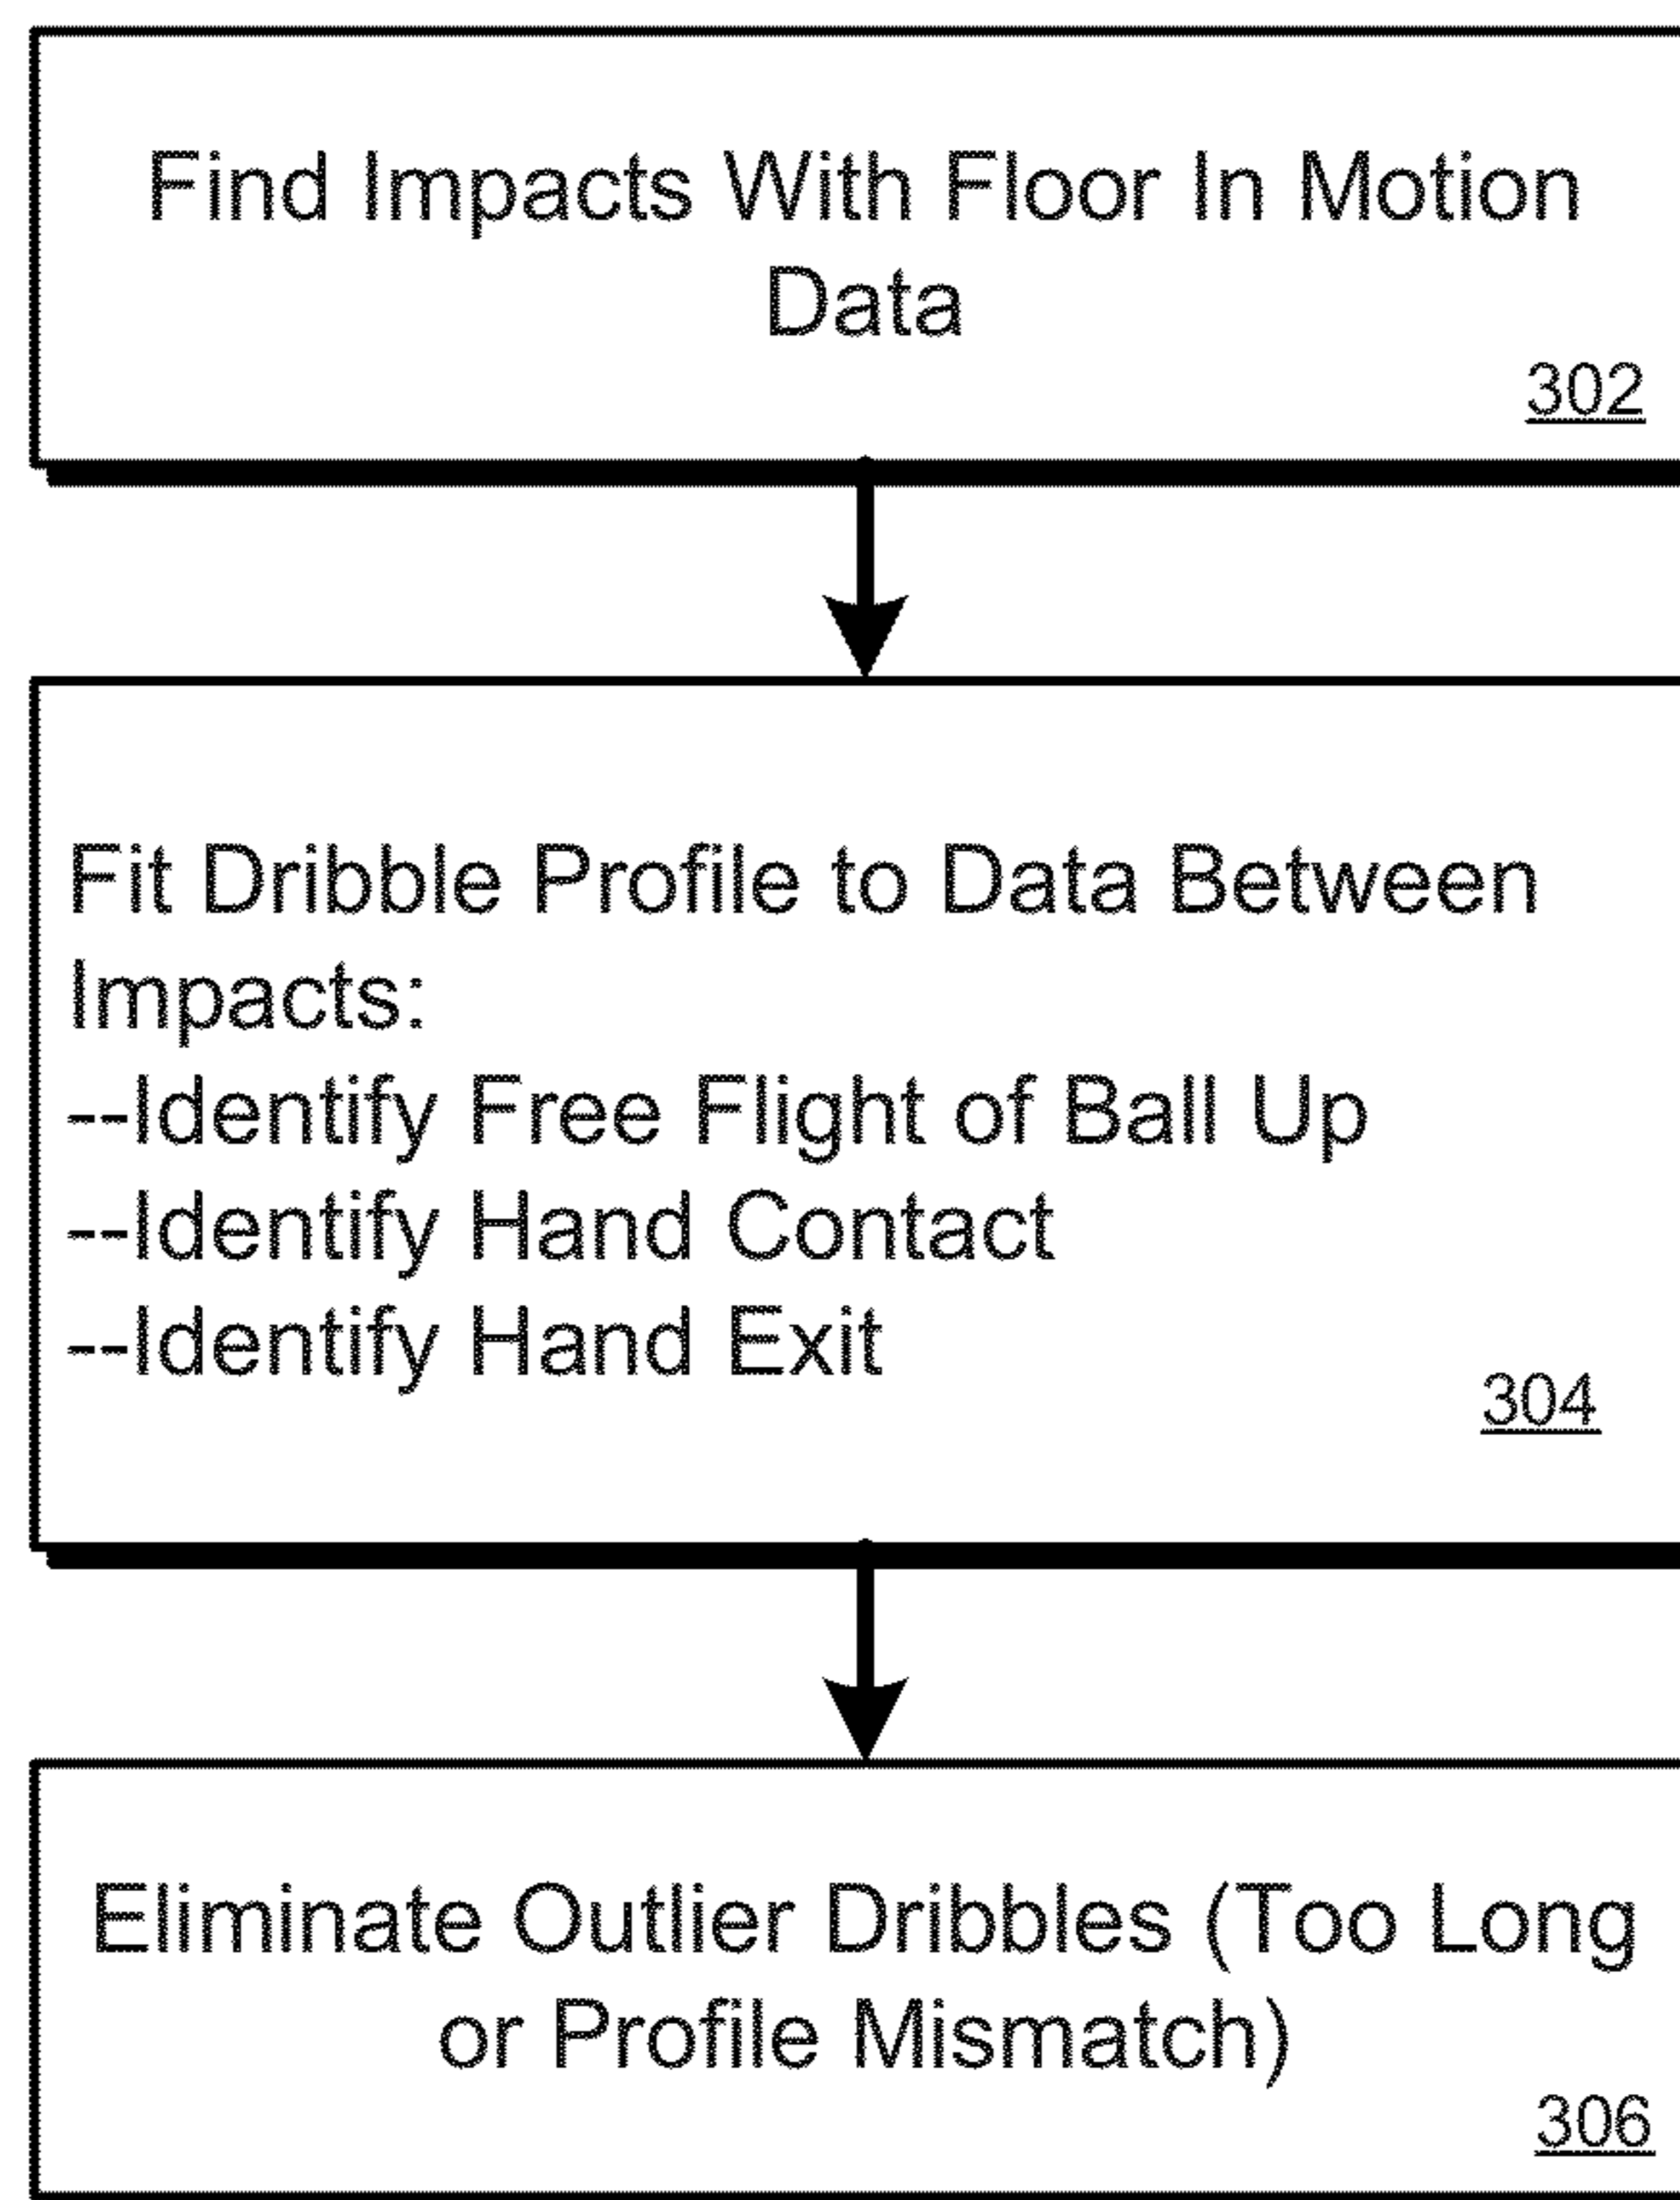 Find Impacts With Floor In Motion
Data
302
Fit Dribble Profile to Data Between
Impacts:
--Identify Free Flight of Ball Up
--Identify Hand Contact
--Identify Hand Exit
304
Eliminate Outlier Dribbles (Too Long
or Profile Mismatch)
306